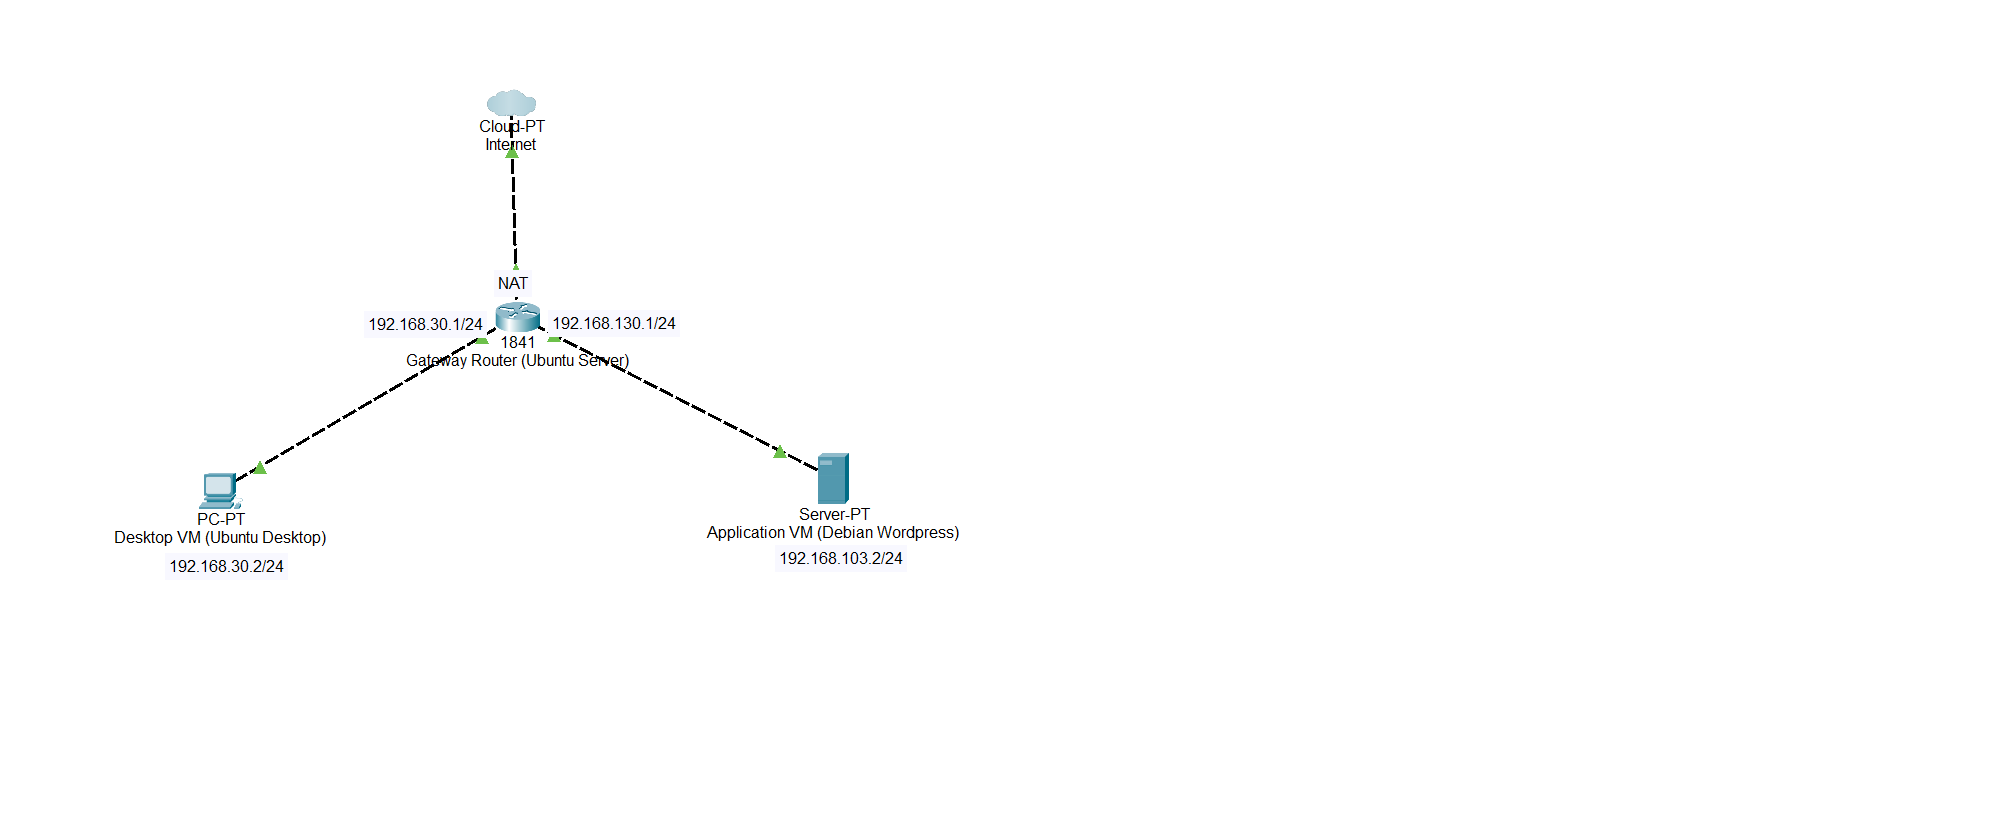 Cloud-PT
Internet
NAT
192.168.30.1/24
192.168.130.1/24
1841
Gateway Router (Ubuntu Server)
PC-PT
Desktop VM (Ubuntu Desktop)
192.168.30.2/24
Server-PT
Application VM (Debian Wordpress)
192.168.103.2/24